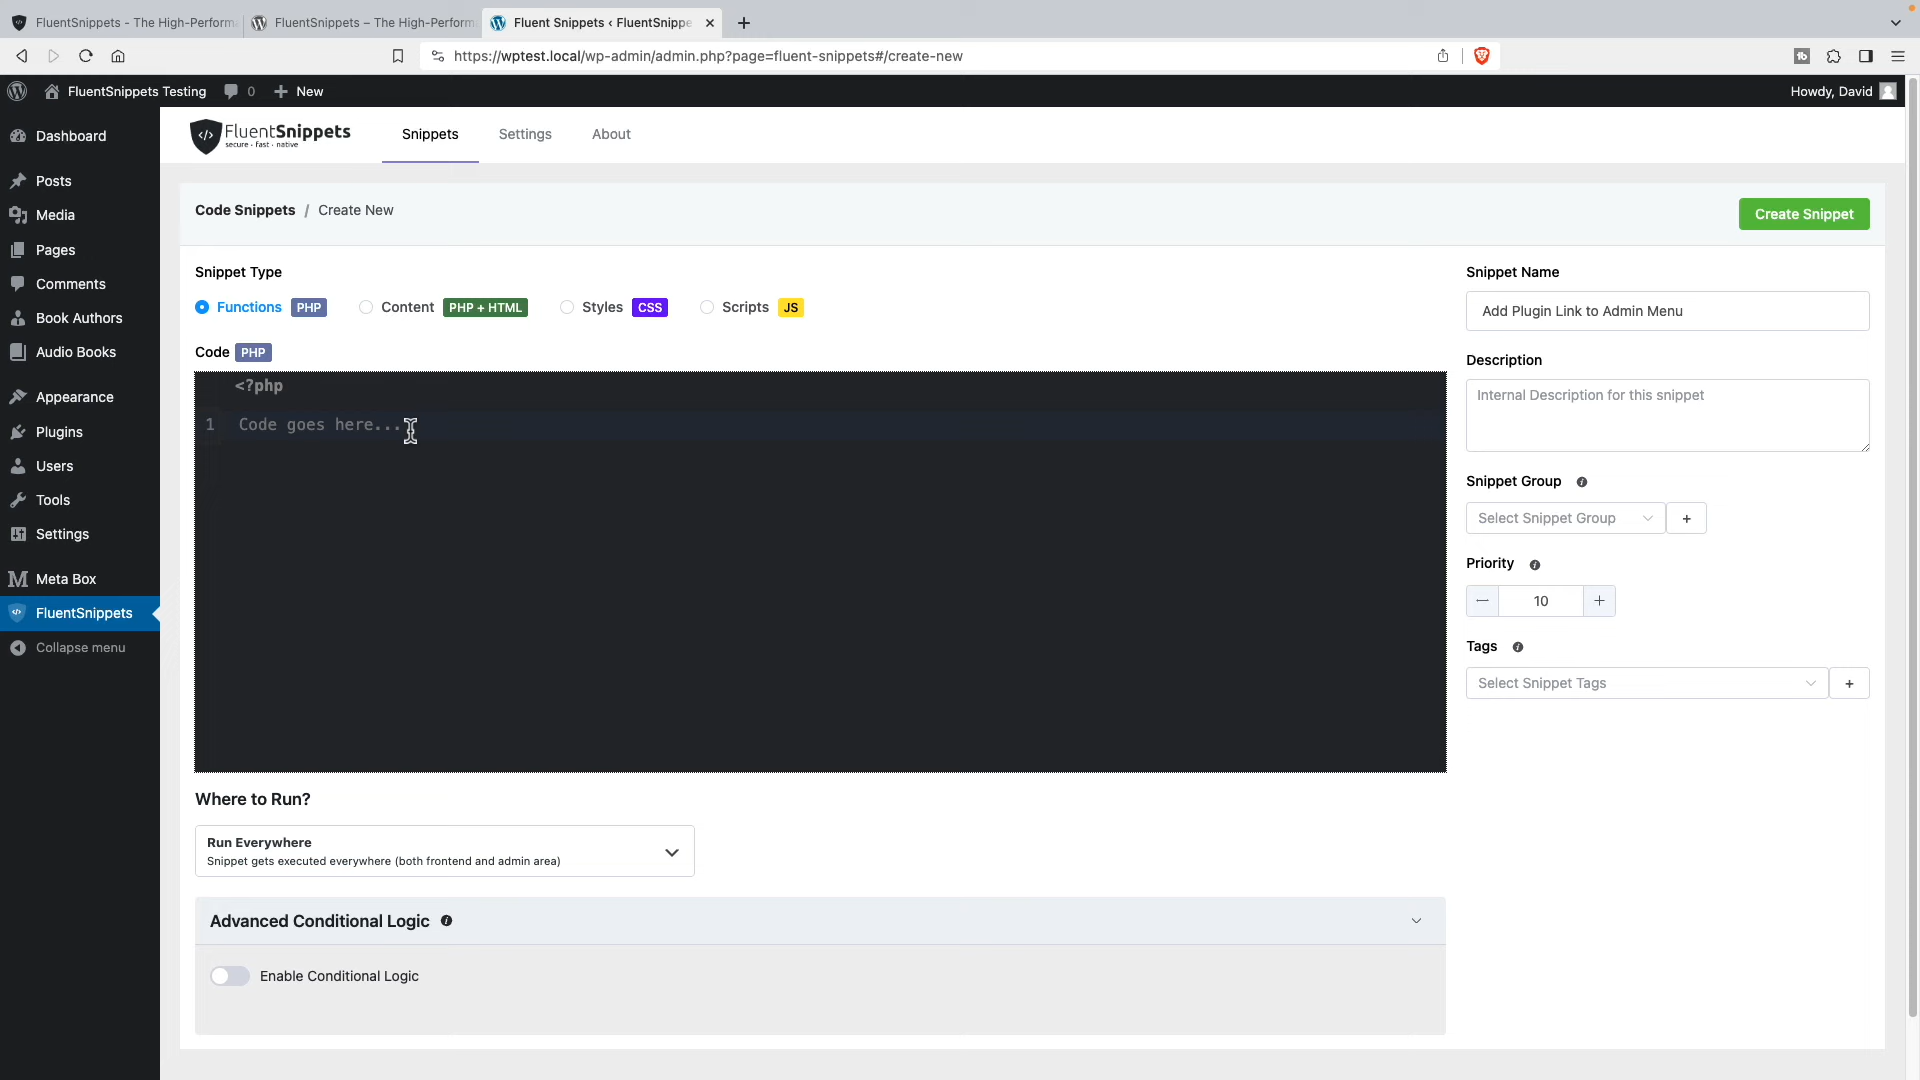 FluentSnippets - The High-Perform
FluentSnippets – The High-Perform
Fluent Snippets ‹ FluentSnippe
https://wptest.local/wp-admin/admin.php?page=fluent-snippets#/create-new
FluentSnippets Testing
0
New
Howdy, David
Dashboard
Posts
Media
Pages
Comments
Book Authors
Audio Books
Appearance
Plugins
Users
Tools
Settings
Meta Box
FluentSnippets
Collapse menu
FluentSnippets
secure - fast - native
Snippets
Settings
About
Code Snippets / Create New
Create Snippet
Snippet Type
Functions PHP
Content PHP + HTML
Styles CSS
Scripts JS
Code PHP
<?php
1 Code goes here...
Where to Run?
Run Everywhere
Snippet gets executed everywhere (both frontend and admin area)
Advanced Conditional Logic
Enable Conditional Logic
Snippet Name
Add Plugin Link to Admin Menu
Description
Internal Description for this snippet
Snippet Group
Select Snippet Group
+
Priority
10
Tags
Select Snippet Tags
+